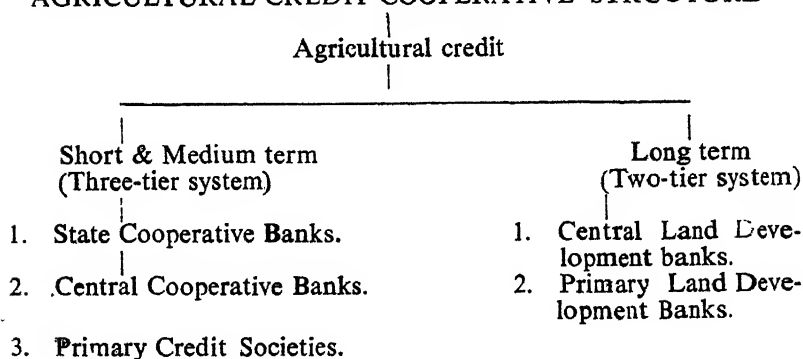 AGRICULTURAL CREDIT COOPERATIVE STRUCTURE
Agricultural credit
Short & Medium term
(Three-tier system)
1. State Cooperative Banks.
2. Central Cooperative Banks.
3. Primary Credit Societies.
Long term
(Two-tier system)
1. Central Land Deve-
lopment banks.
2. Primary Land Deve-
lopment Banks.